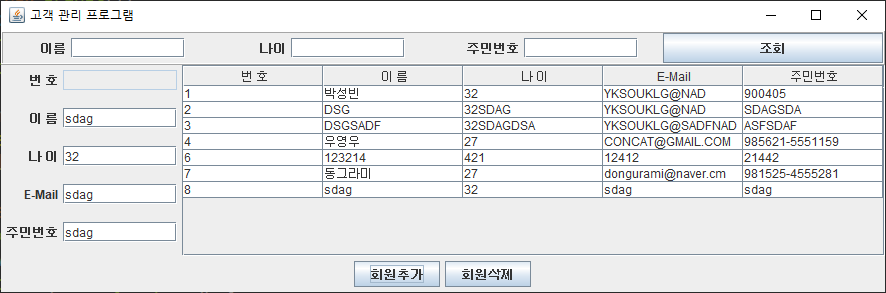 고객 관리 프로그램
이름 나이 주민번호 조회
번 호
이 름 sdag
나 이 32
E-Mail sdag
주민번호 sdag
번 호 이 름 나 이 E-Mail 주민번호
1 박성빈 32 YKSOUKLG@NAD 900405
2 DSG 32SDAG YKSOUKLG@NAD SDAGSDA
3 DSGSADF 32SDAGDSA YKSOUKLG@SADFNAD ASFSDAF
4 우영우 27 CONCAT@GMAIL.COM 985621-5551159
6 123214 421 12412 21442
7 동그라미 27 dongurami@naver.cm 981525-4555281
8 sdag 32 sdag sdag
회원추가 회원삭제